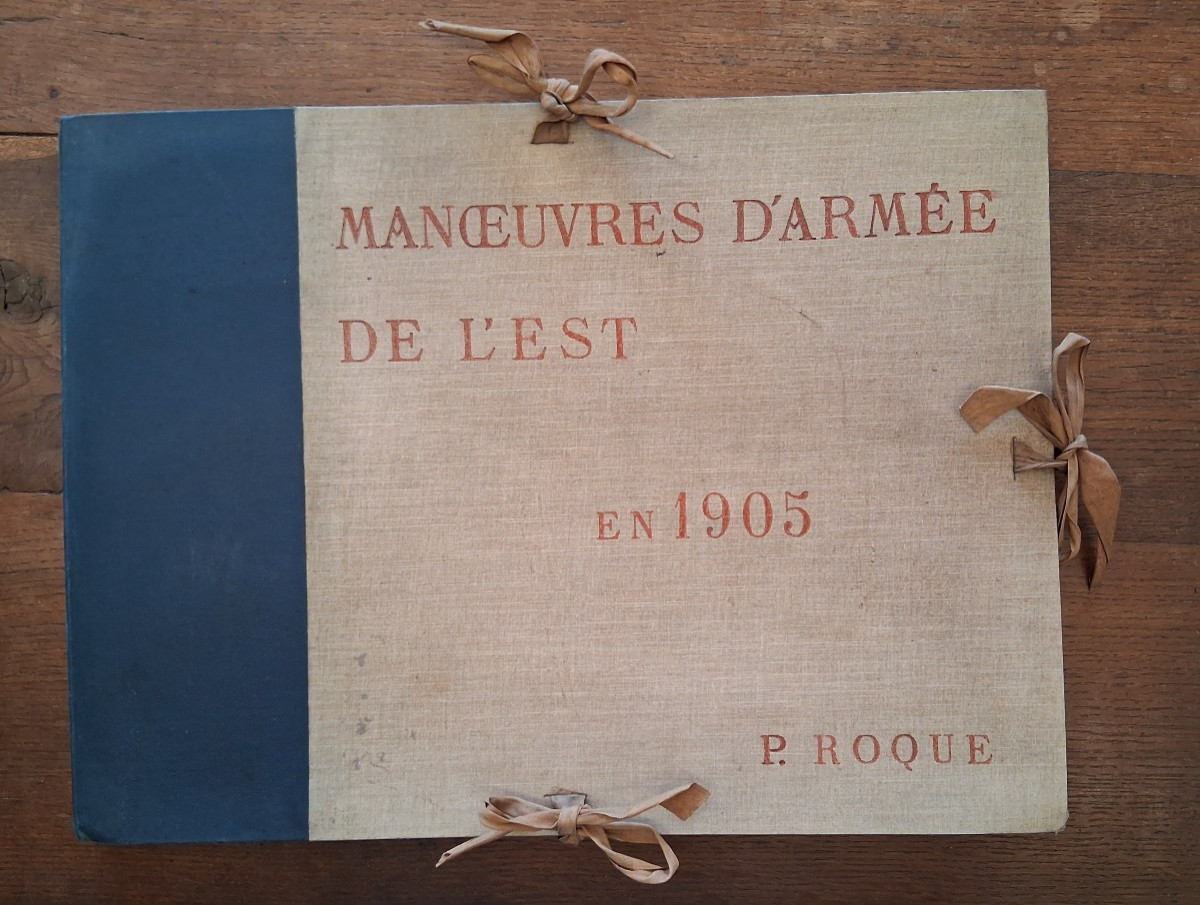 MANŒUVRES D'ARMÉE
DE L'EST
EN 1905
P. ROQUE